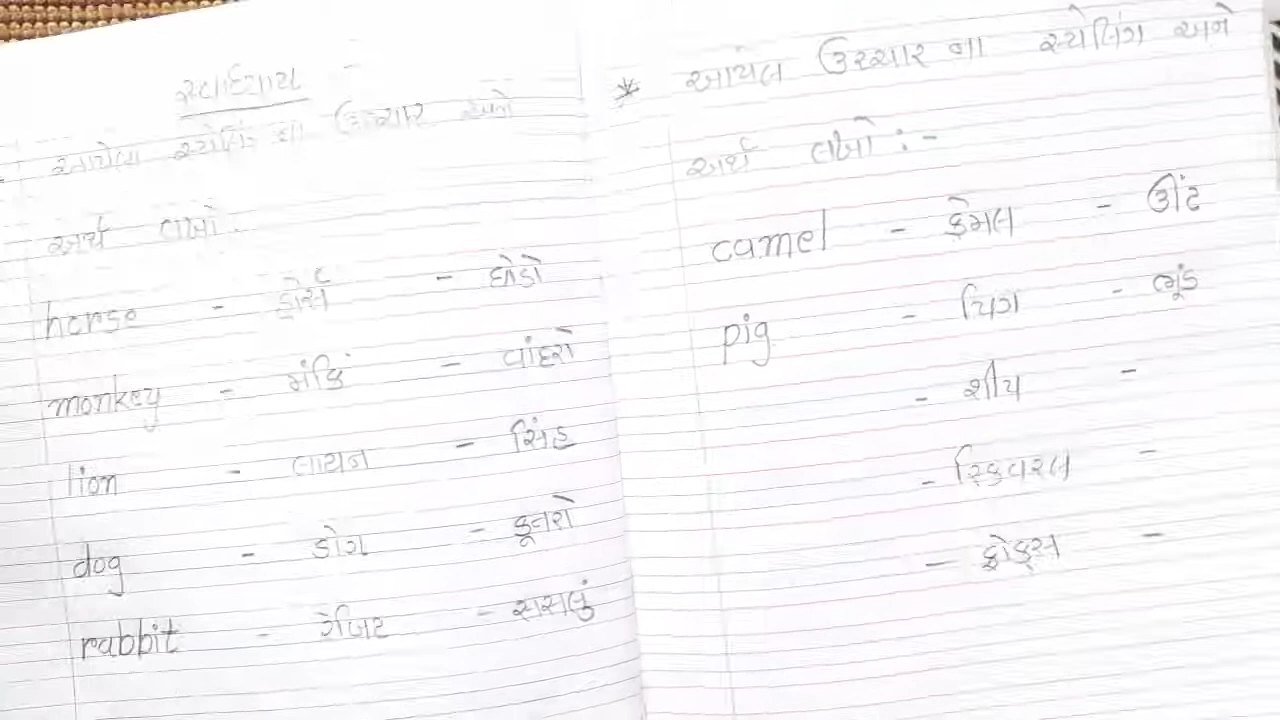 સ્વાધ્યાય
આપેલા સ્પેલિંગ ના ઉચ્ચાર અને
અર્થ લખો.
horse - હોર્સ - ઘોડો
monkey - મંકિ - વાંદરો
lion - લાયન - સિંહ
dog - ડોગ - કૂતરો
rabbit - રેબિટ - સસલું
* આપેલ ઉચ્ચાર ના સ્પેલિંગ અને
અર્થ લખો :-
camel - કેમલ - ઊંટ
pig - પિગ - ભૂંડ
- શીપ -
- સ્કિવરલ -
- ફોક્સ -